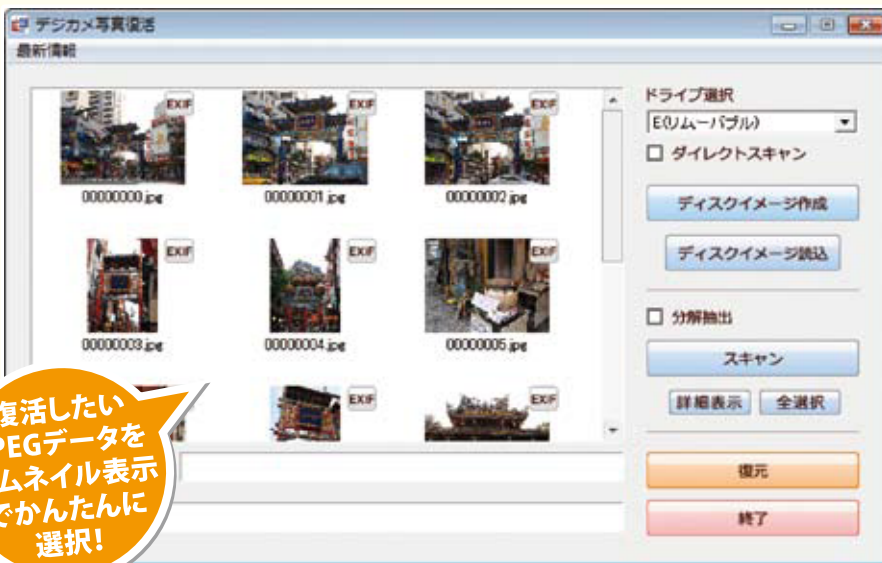 デジカメ写真復活
最新情報
EXIF
EXIF
EXIF
00000000.jpg
00000001.jpg
00000002.jpg
EXIF
EXIF
EXIF
00000003.jpg
00000004.jpg
00000005.jpg
EXIF
EXIF
ドライブ選択
E:(リムーバブル)
ダイレクトスキャン
ディスクイメージ作成
ディスクイメージ読込
分解抽出
スキャン
詳細表示
全選択
復元
終了
復活したい
PEGデータを
ムネイル表示
でかんたんに
選択!